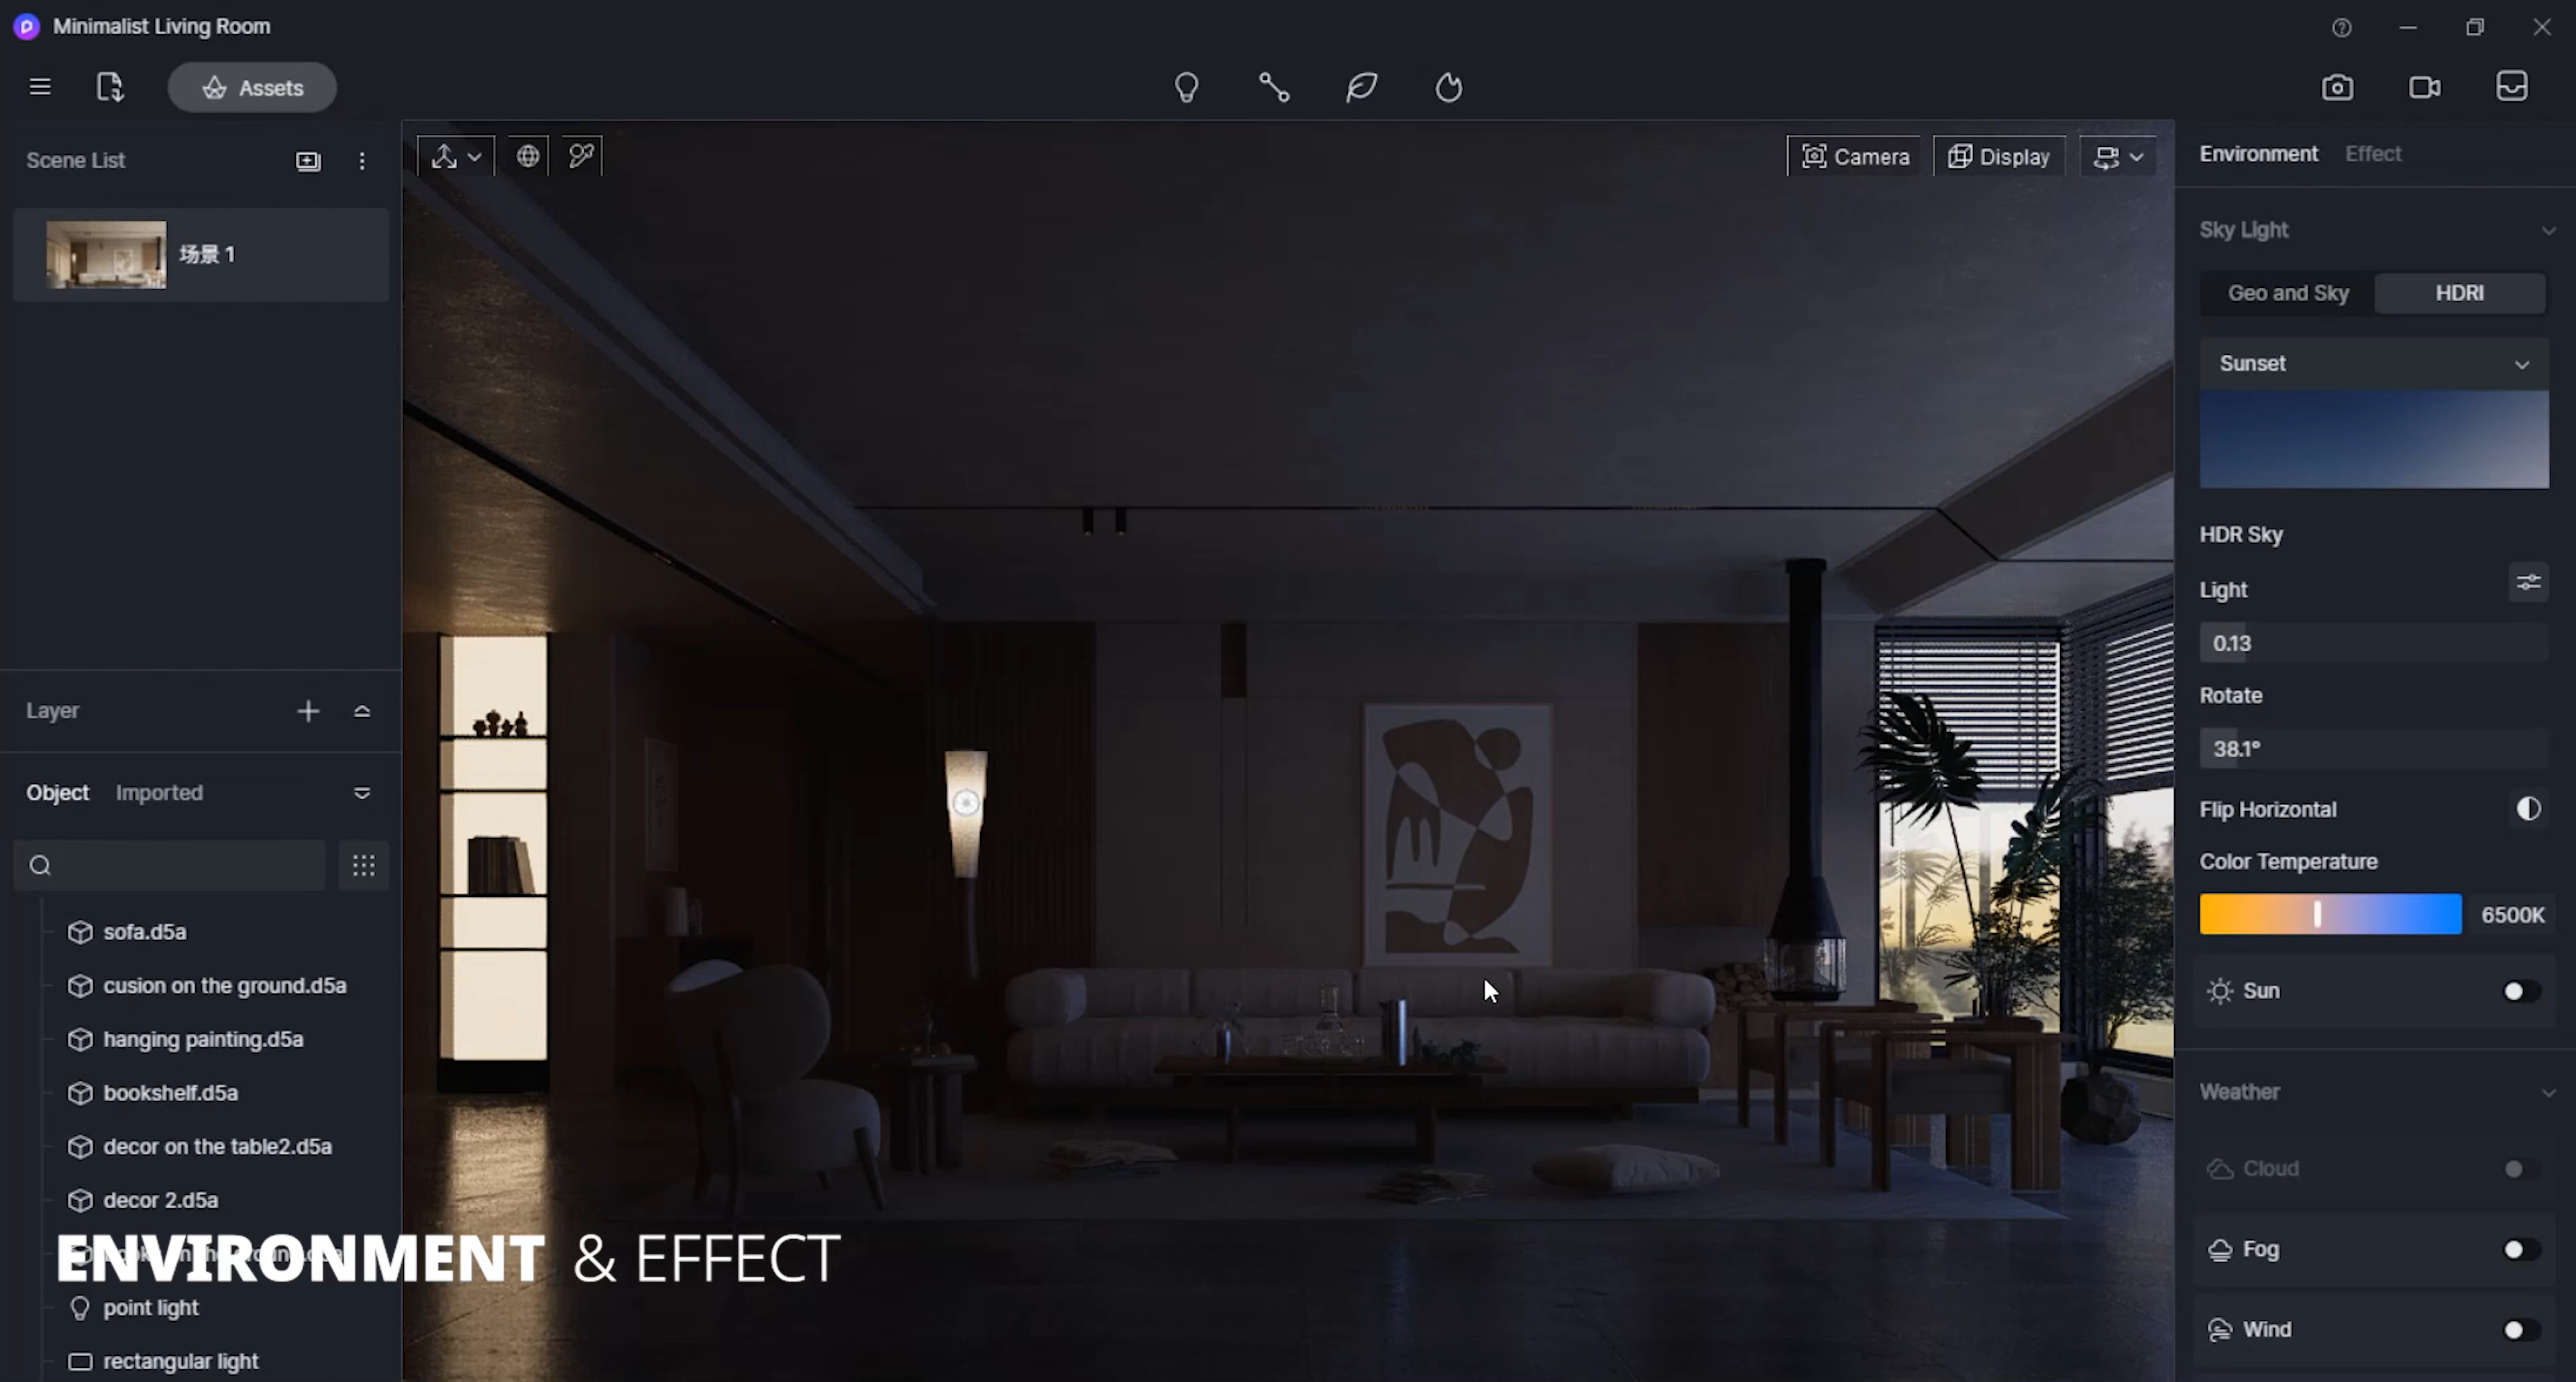 Minimalist Living Room
Assets
Scene List
场景 1
Layer
Object Imported
sofa.d5a
cusion on the ground.d5a
hanging painting.d5a
bookshelf.d5a
decor on the table2.d5a
decor 2.d5a
ENVIRONMENT & EFFECT
point light
rectangular light
Camera
Display
Environment Effect
Sky Light
Geo and Sky HDRI
Sunset
HDR Sky
Light
0.13
Rotate
38.1°
Flip Horizontal
Color Temperature
6500K
Sun
Weather
Cloud
Fog
Wind